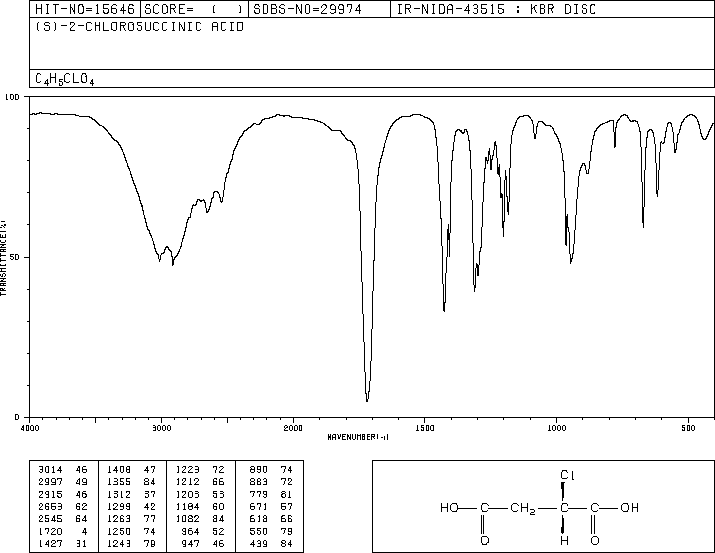 HIT-NO=15646 SCORE= ( ) SDBS-NO=29974 IR-NIDA-43515 : KBR DISC
(S)-2-CHLOROSUCCINIC ACID
C4H5CLO4
100
TRANSMITTANCE(%)
50
0
4000 3000 2000 1500 1000 500
WAVENUMBER(-1)
3014 46 1408 47 1223 72 890 74
2997 49 1355 84 1212 66 883 72
2915 46 1312 37 1203 53 779 81
2653 62 1299 42 1184 60 671 57
2545 64 1263 77 1082 84 618 66
1720 4 1250 74 964 52 550 79
1427 31 1243 79 947 46 439 84
Cl
HO C CH2 C C OH
O H O